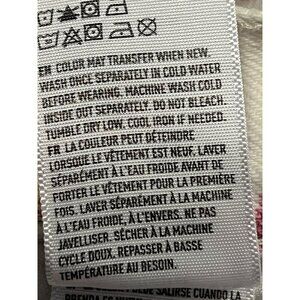 EN COLOR MAY TRANSFER WHEN NEW.
WASH ONCE SEPARATELY IN COLD WATER
BEFORE WEARING. MACHINE WASH COLD
INSIDE OUT SEPARATELY. DO NOT BLEACH.
TUMBLE DRY LOW. COOL IRON IF NEEDED.
FR LA COULEUR PEUT DÉTEINDRE
LORSQUE LE VÊTEMENT EST NEUF. LAVER
SÉPARÉMENT À L'EAU FROIDE AVANT DE
PORTER LE VÊTEMENT POUR LA PREMIÈRE
FOIS. LAVER SÉPARÉMENT À LA MACHINE
À L'EAU FROIDE, À L'ENVERS. NE PAS
JAVELLISER. SÉCHER À LA MACHINE
CYCLE DOUX. REPASSER À BASSE
TEMPÉRATURE AU BESOIN.
SALIRSE CUANDO LA